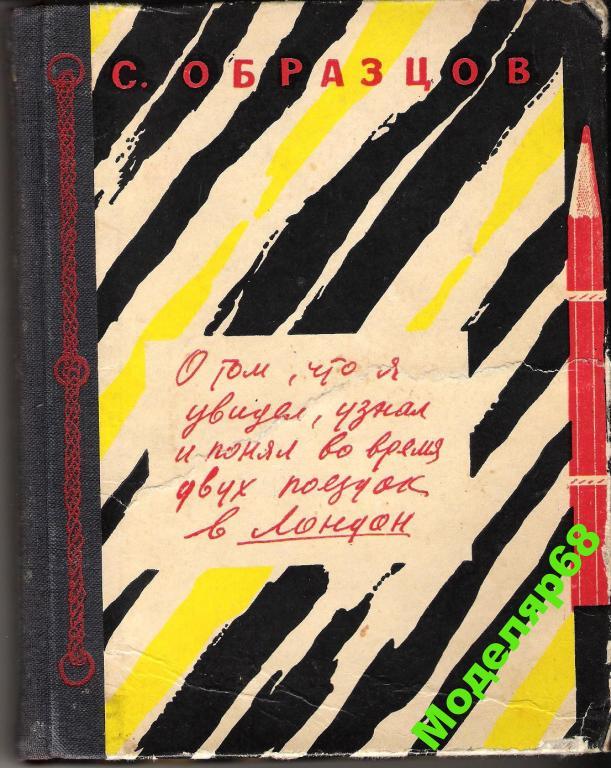 С. ОБРАЗЦОВ
О том, что я
увидел, узнал
и понял во время
двух поездок
в Лондон
Моделяр68